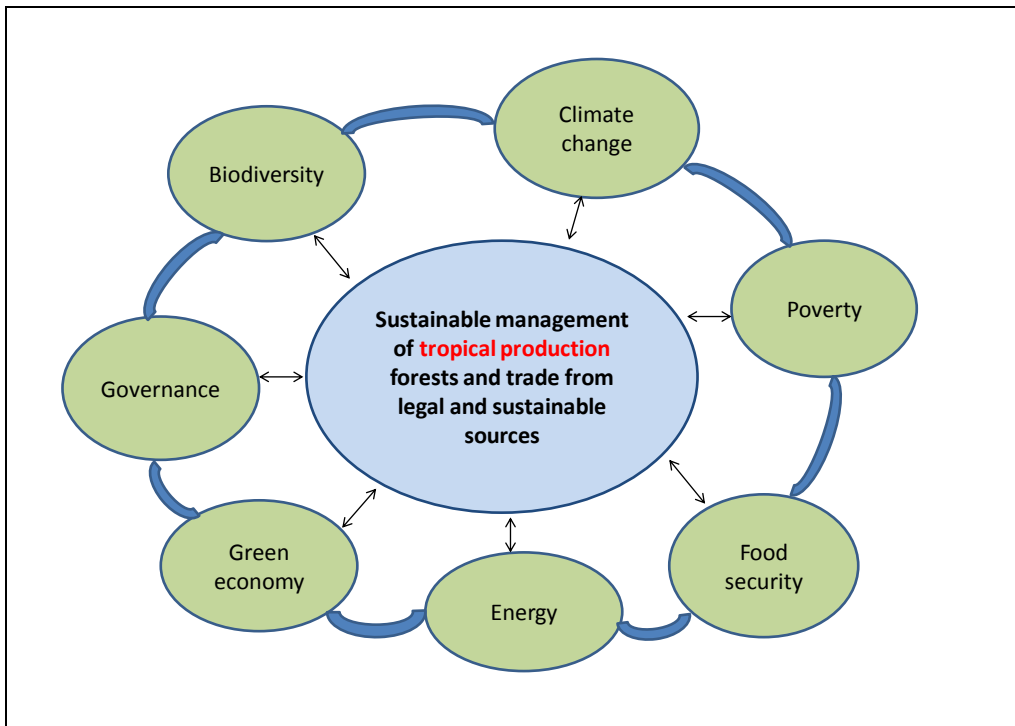 Climate
change
Biodiversity
Poverty
Sustainable management
of tropical production
forests and trade from
legal and sustainable
sources
Governance
Green
economy
Food
security
Energy